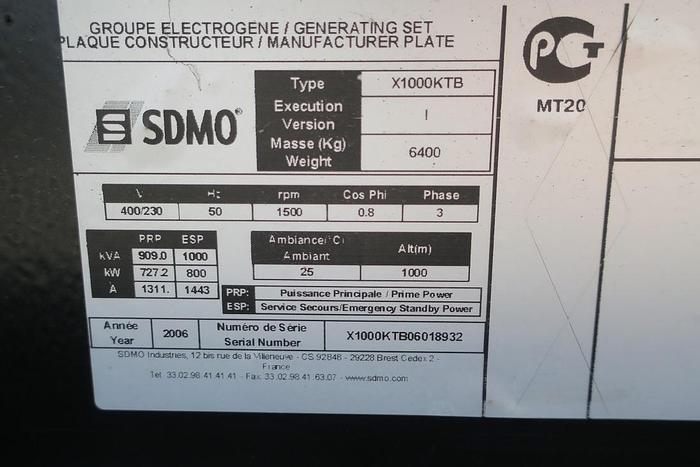 GROUPE ELECTROGENE / GENERATING SET
PLAQUE CONSTRUCTEUR / MANUFACTURER PLATE
PCT
MT20
SDMO®
Type X1000KTB
Execution Version I
Masse (Kg) Weight 6400
V Hz rpm Cos Phi Phase
400/230 50 1500 0.8 3
PRP ESP
kVA 909.0 1000
kW 727.2 800
A 1311. 1443
Ambiance(°C) Ambiant Alt(m)
25 1000
PRP: Puissance Principale / Prime Power
ESP: Service Secours/Emergency Standby Power
Année Year 2006 Numéro de Série Serial Number X1000KTB06018932
SDMO Industries, 12 bis rue de la Villeneuve - CS 92848 - 29228 Brest Cedex 2 -
France
Tel. 33.02.98.41.41.41 - Fax. 33.02.98.41.63.07 - www.sdmo.com